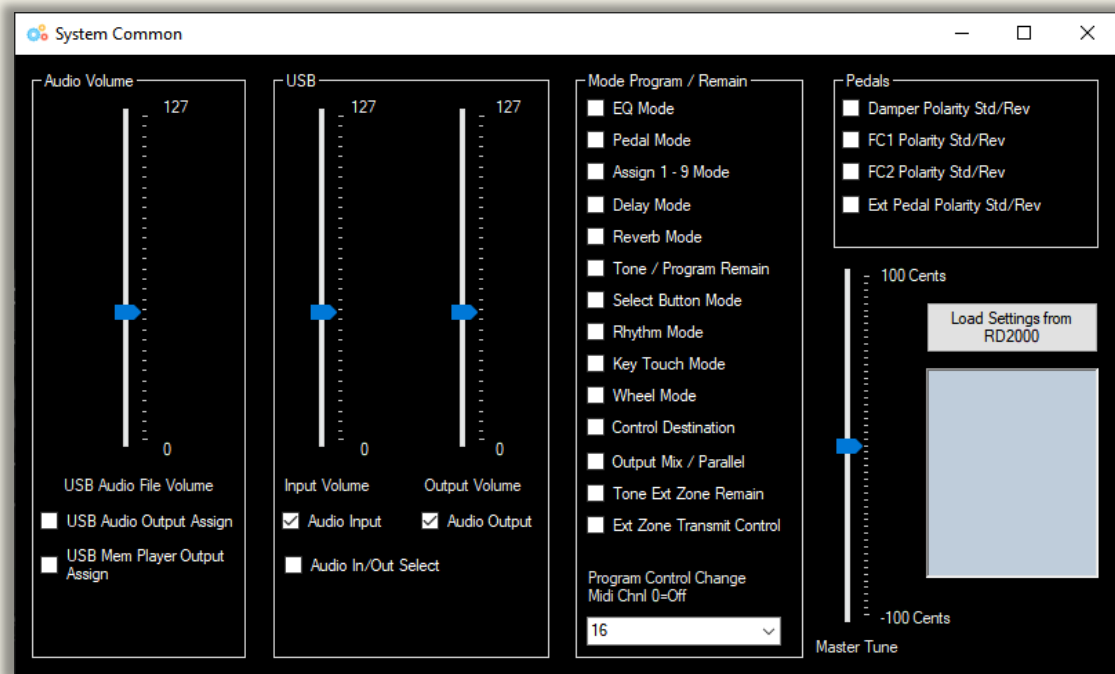 System Common
Audio Volume
127
0
USB Audio File Volume
USB Audio Output Assign
USB Mem Player Output
Assign
USB
127
127
0
0
Input Volume
Output Volume
Audio Input
Audio Output
Audio In/Out Select
Mode Program / Remain
EQ Mode
Pedal Mode
Assign 1 - 9 Mode
Delay Mode
Reverb Mode
Tone / Program Remain
Select Button Mode
Rhythm Mode
Key Touch Mode
Wheel Mode
Control Destination
Output Mix / Parallel
Tone Ext Zone Remain
Ext Zone Transmit Control
Program Control Change
Midi Chnl 0=Off
16
Pedals
Damper Polarity Std/Rev
FC1 Polarity Std/Rev
FC2 Polarity Std/Rev
Ext Pedal Polarity Std/Rev
100 Cents
Load Settings from
RD2000
-100 Cents
Master Tune